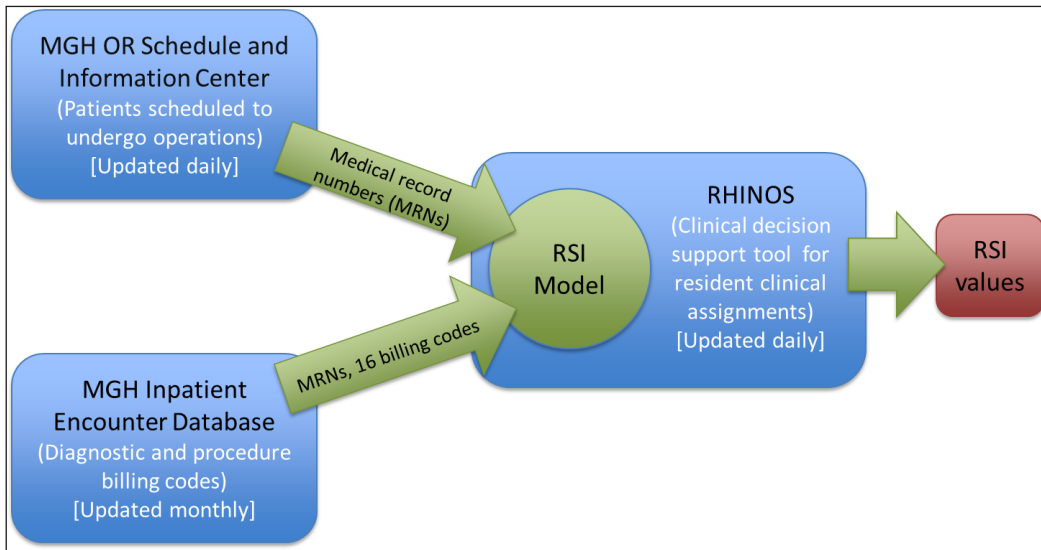 MGH OR Schedule and
Information Center
(Patients scheduled to
undergo operations)
[Updated daily]
Medical record
numbers (MRNs)
RSI
Model
RHINOS
(Clinical decision
support tool for
resident clinical
assignments)
[Updated daily]
RSI
values
MRNs, 16 billing codes
MGH Inpatient
Encounter Database
(Diagnostic and procedure
billing codes)
[Updated monthly]